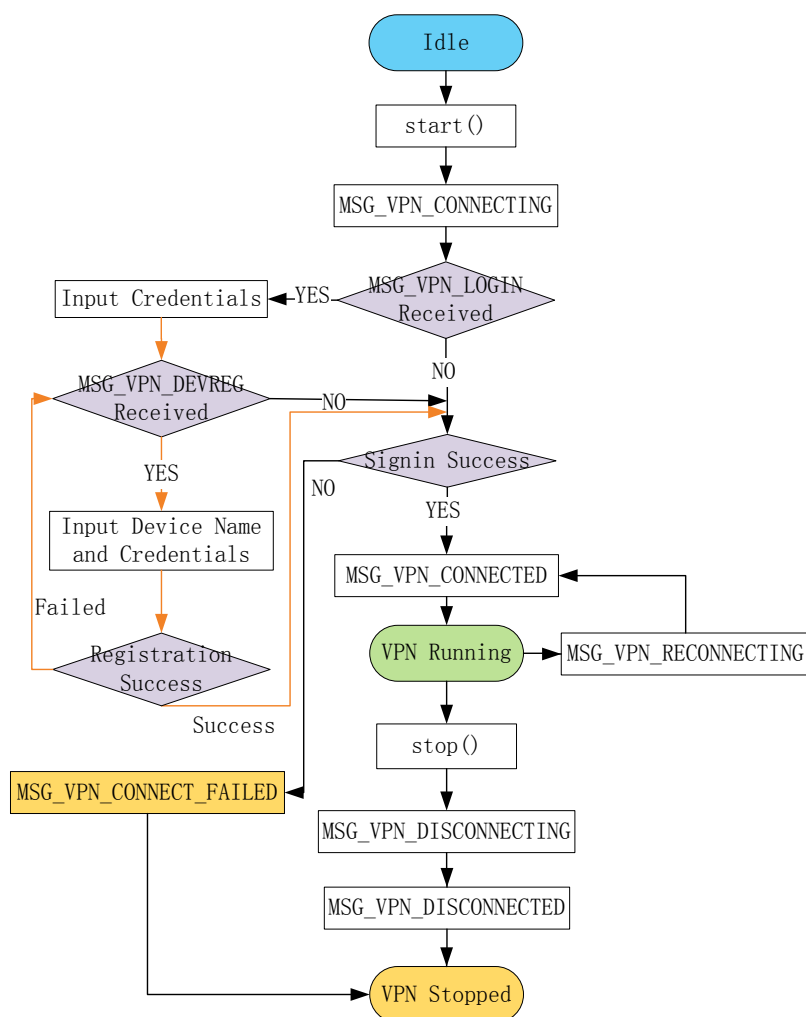 Idle
start()
MSG_VPN_CONNECTING
MSG_VPN_LOGIN
Received
YES
Input Credentials
NO
MSG_VPN_DEVREG
Received
NO
YES
Signin Success
NO
YES
Input Device Name
and Credentials
MSG_VPN_CONNECTED
Failed
Registration
Success
Success
VPN Running
MSG_VPN_RECONNECTING
stop()
MSG_VPN_CONNECT_FAILED
MSG_VPN_DISCONNECTING
MSG_VPN_DISCONNECTED
VPN Stopped